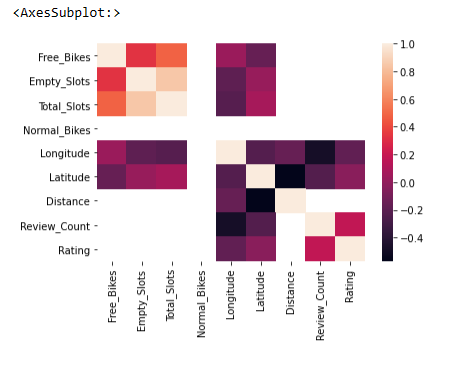 <AxesSubplot:>
Free_Bikes
Empty_Slots
Total_Slots
Normal_Bikes
Longitude
Latitude
Distance
Review_Count
Rating
Free_Bikes
Empty_Slots
Total_Slots
Normal_Bikes
Longitude
Latitude
Distance
Review_Count
Rating
1.0
0.8
0.6
0.4
0.2
0.0
−0.2
−0.4